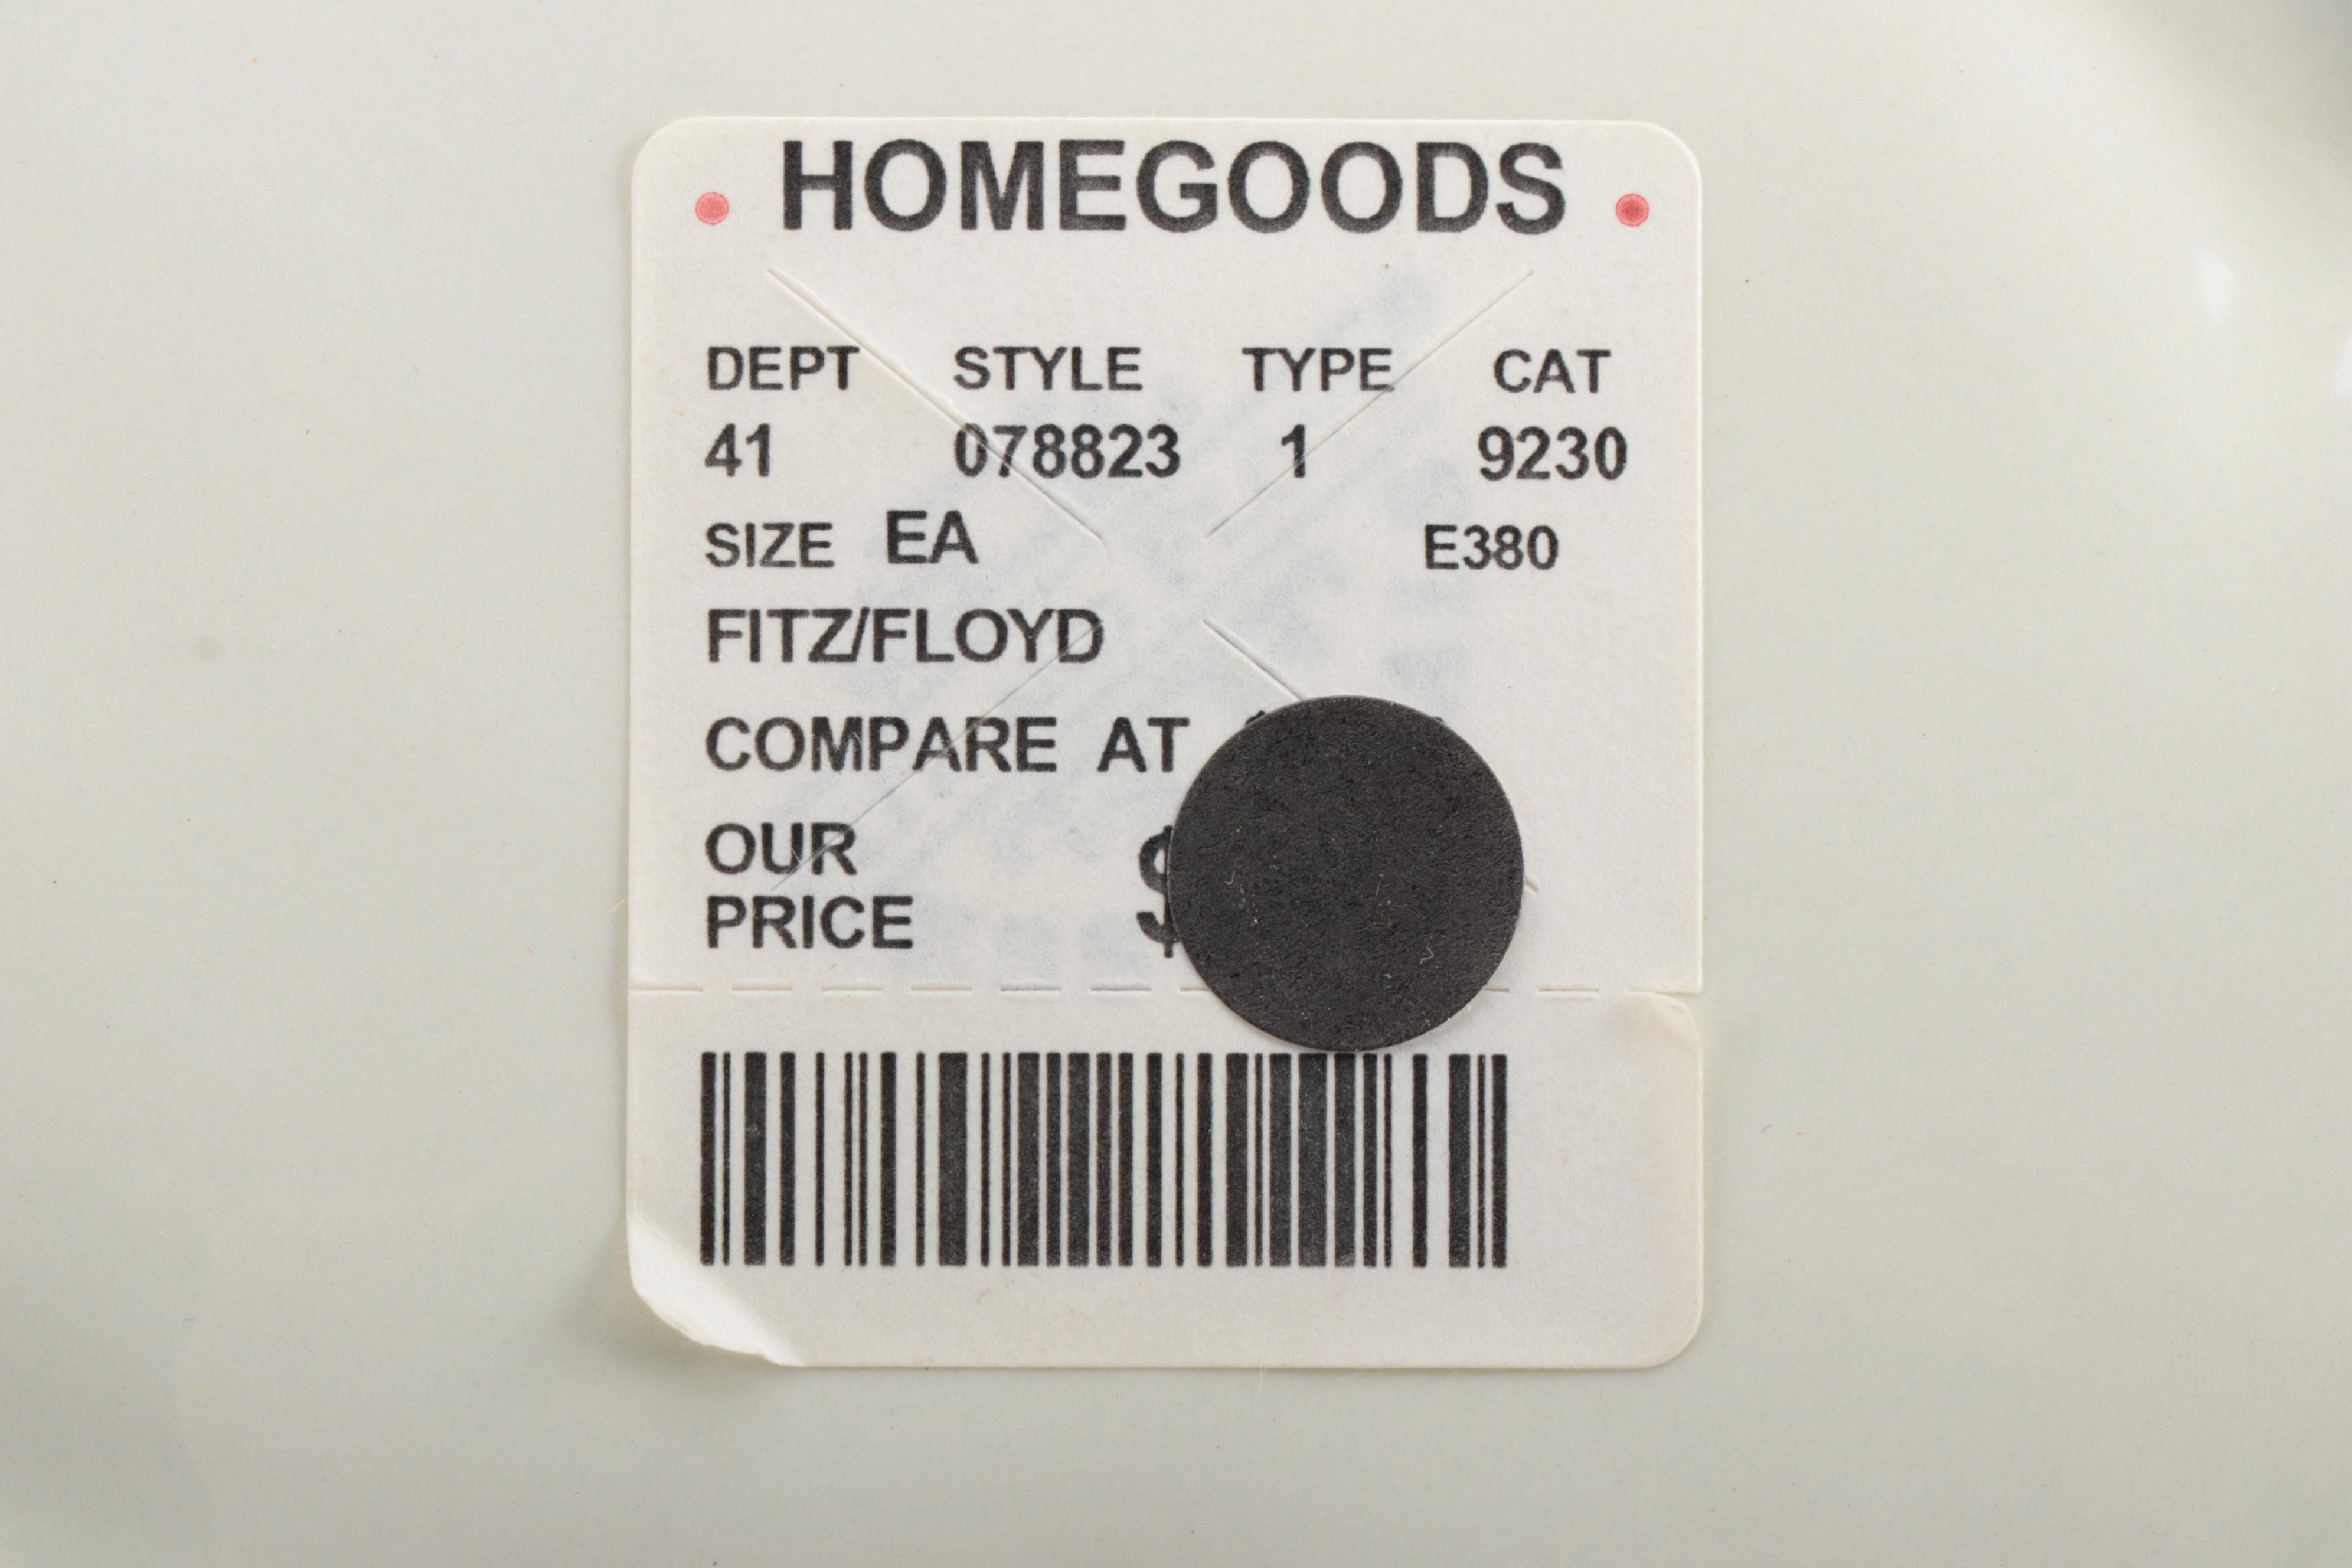 HOMEGOODS
DEPT STYLE TYPE CAT
41 078823 1 9230
SIZE EA E380
FITZ/FLOYD
COMPARE AT
OUR
PRICE $